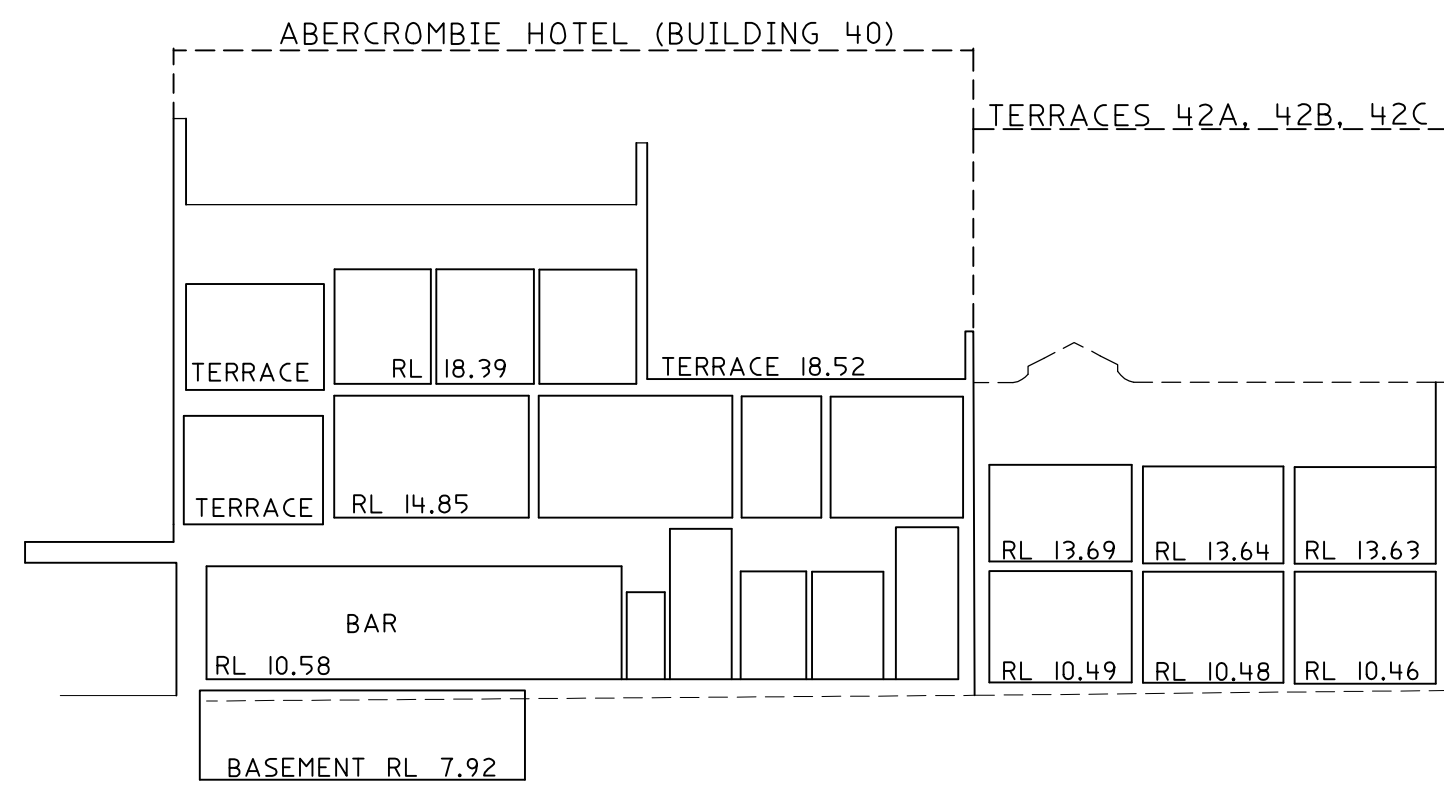 ABERCROMBIE HOTEL (BUILDING 40)
TERRACES 42A, 42B, 42C
TERRACE
RL 18.39
TERRACE 18.52
TERRACE
RL 14.85
RL 13.69
RL 13.64
RL 13.63
BAR
RL 10.58
RL 10.49
RL 10.48
RL 10.46
BASEMENT RL 7.92